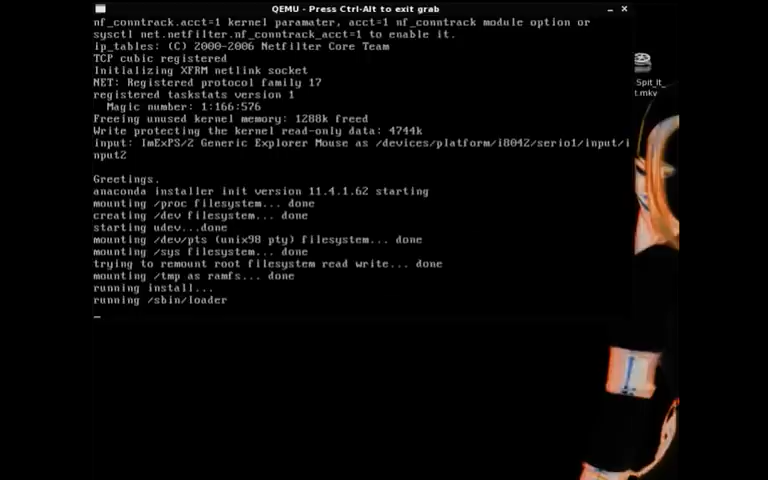 QEMU - Press Ctrl-Alt to exit grab
nf_conntrack.acct=1 kernel paramater, acct=1 nf_conntrack module option or
sysctl net.netfilter.nf_conntrack_acct=1 to enable it.
ip_tables: (C) 2000-2006 Netfilter Core Team
TCP cubic registered
Initializing XFRM netlink socket
NET: Registered protocol family 17
registered taskstats version 1
Magic number: 1:166:576
Freeing unused kernel memory: 1288k freed
Write protecting the kernel read-only data: 4744k
input: ImExPS/2 Generic Explorer Mouse as /devices/platform/i8042/serio1/input/i
nput2
Greetings.
anaconda installer init version 11.4.1.62 starting
mounting /proc filesystem... done
creating /dev filesystem... done
starting udev...done
mounting /dev/pts (unix98 pty) filesystem... done
mounting /sys filesystem... done
trying to remount root filesystem read write... done
mounting /tmp as ramfs... done
running install...
running /sbin/loader
_
Spit_It_
t.mkv